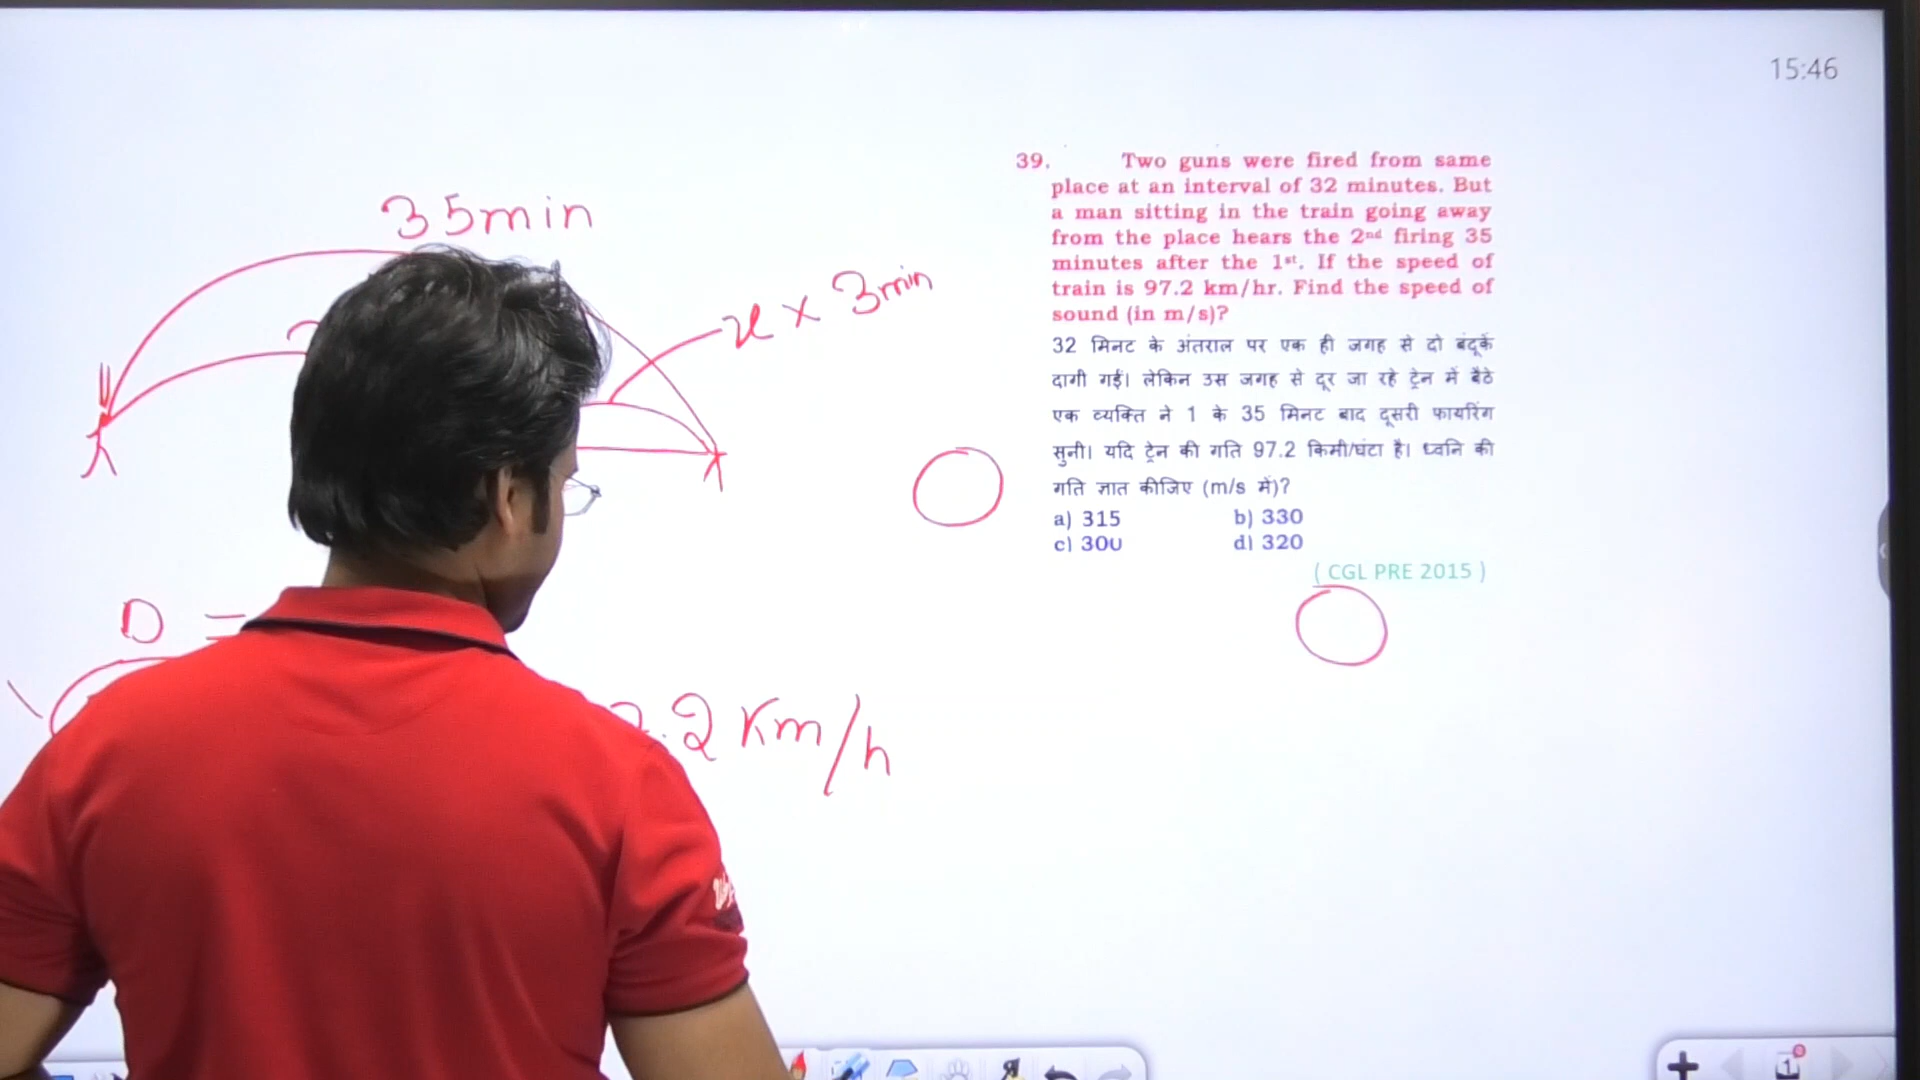 15:46
35min
x × 3min
D =
.2 Km/h
39. Two guns were fired from same
place at an interval of 32 minutes. But
a man sitting in the train going away
from the place hears the 2nd firing 35
minutes after the 1st. If the speed of
train is 97.2 km/hr. Find the speed of
sound (in m/s)?
32 मिनट के अंतराल पर एक ही जगह से दो बंदूकें
दागी गईं। लेकिन उस जगह से दूर जा रहे ट्रेन में बैठे
एक व्यक्ति ने 1 के 35 मिनट बाद दूसरी फायरिंग
सुनी। यदि ट्रेन की गति 97.2 किमी/घंटा है। ध्वनि की
गति ज्ञात कीजिए (m/s में)?
a) 315 b) 330
c) 300 d) 320
( CGL PRE 2015 )